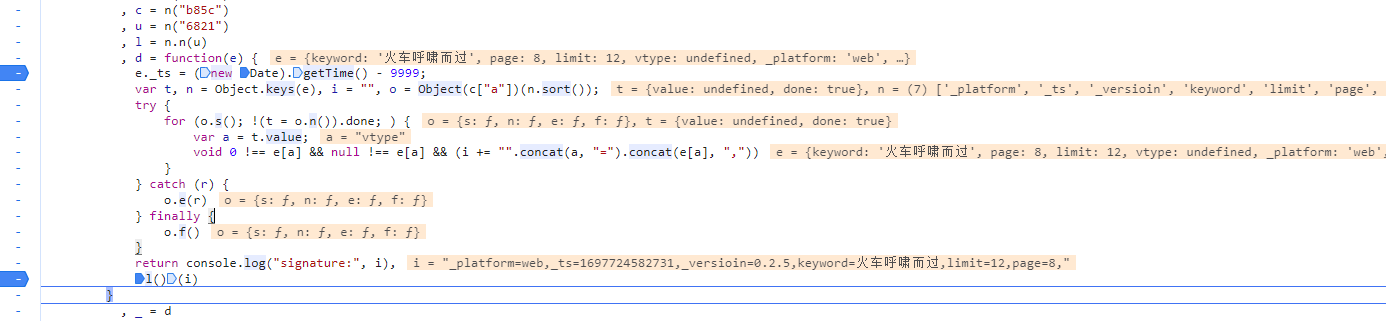 , c = n("b85c")
, u = n("6821")
, l = n.n(u)
, d = function(e) { e = {keyword: '火车呼啸而过', page: 8, limit: 12, vtype: undefined, _platform: 'web', …}
e._ts = (new Date).getTime() - 9999;
var t, n = Object.keys(e), i = "", o = Object(c["a"])(n.sort()); t = {value: undefined, done: true}, n = (7) ['_platform', '_ts', '_versioin', 'keyword', 'limit', 'page',
try {
for (o.s(); !(t = o.n()).done; ) { o = {s: ƒ, n: ƒ, e: ƒ, f: ƒ}, t = {value: undefined, done: true}
var a = t.value; a = "vtype"
void 0 !== e[a] && null !== e[a] && (i += "".concat(a, "=").concat(e[a], ",")) e = {keyword: '火车呼啸而过', page: 8, limit: 12, vtype: undefined, _platform: 'web',
}
} catch (r) {
o.e(r) o = {s: ƒ, n: ƒ, e: ƒ, f: ƒ}
} finally {
o.f() o = {s: ƒ, n: ƒ, e: ƒ, f: ƒ}
}
return console.log("signature:", i), i = "_platform=web,_ts=1697724582731,_versioin=0.2.5,keyword=火车呼啸而过,limit=12,page=8,"
l()(i)
}
, _ = d